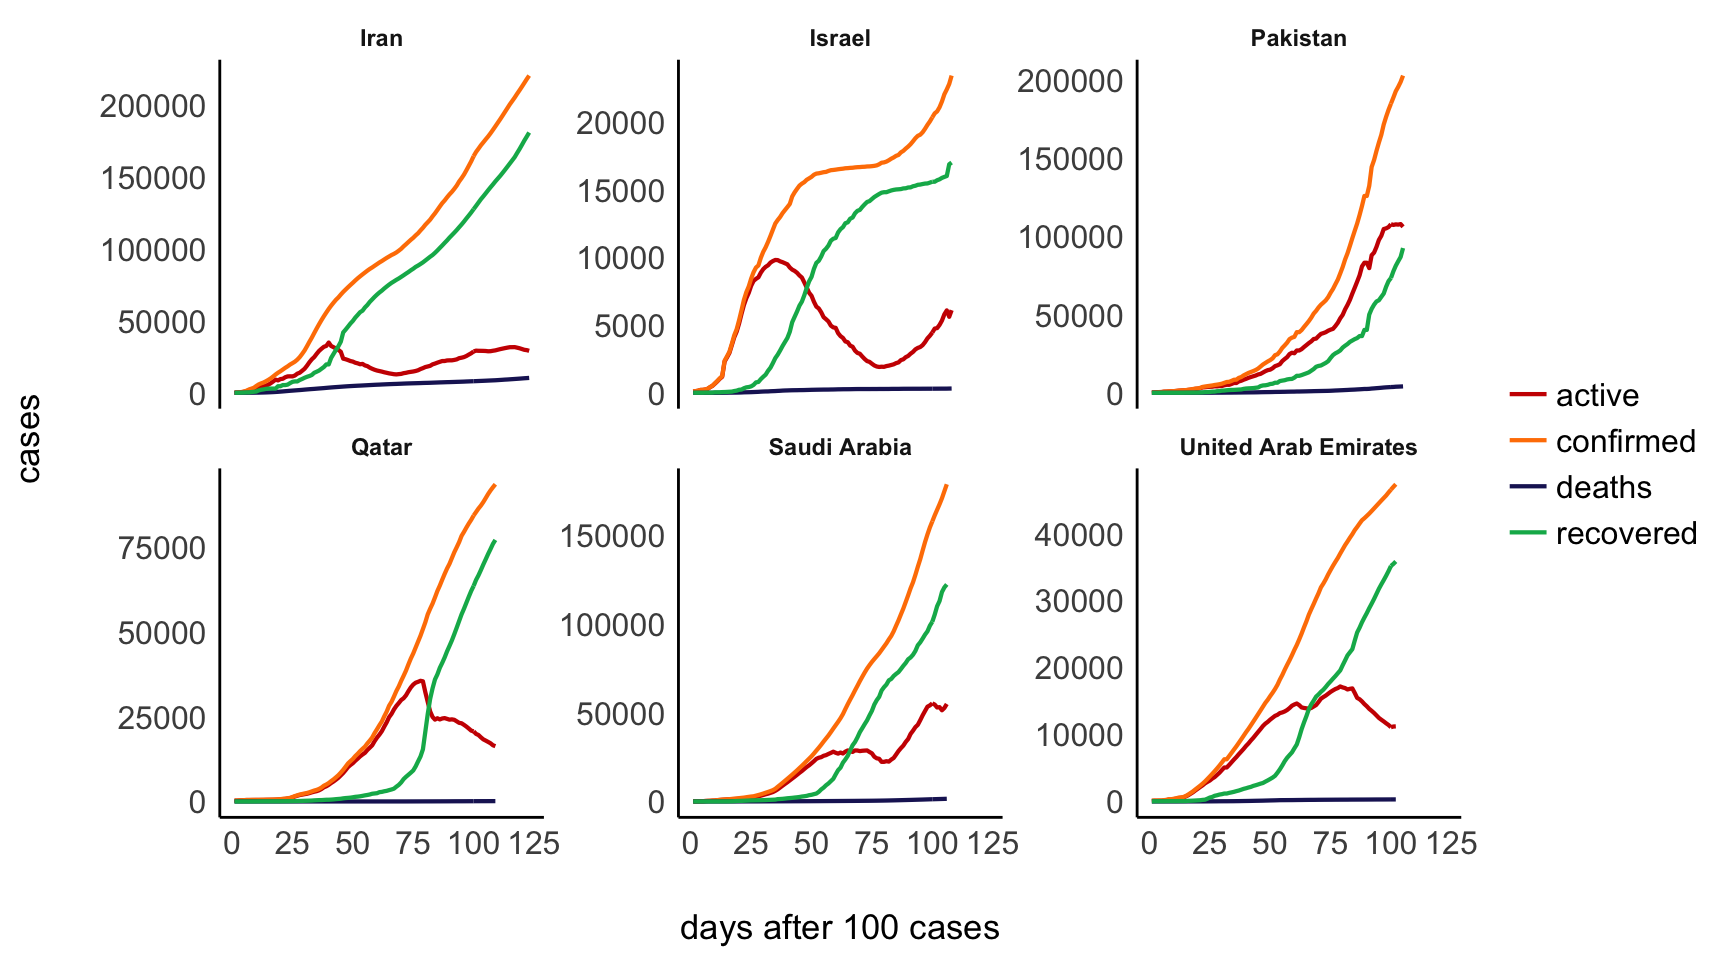 Iran
Israel
Pakistan
200000
150000
100000
50000
0
20000
15000
10000
5000
0
200000
150000
100000
50000
0
Qatar
Saudi Arabia
United Arab Emirates
75000
50000
25000
0
150000
100000
50000
0
40000
30000
20000
10000
0
0 25 50 75 100 125
0 25 50 75 100 125
0 25 50 75 100 125
cases
days after 100 cases
active
confirmed
deaths
recovered